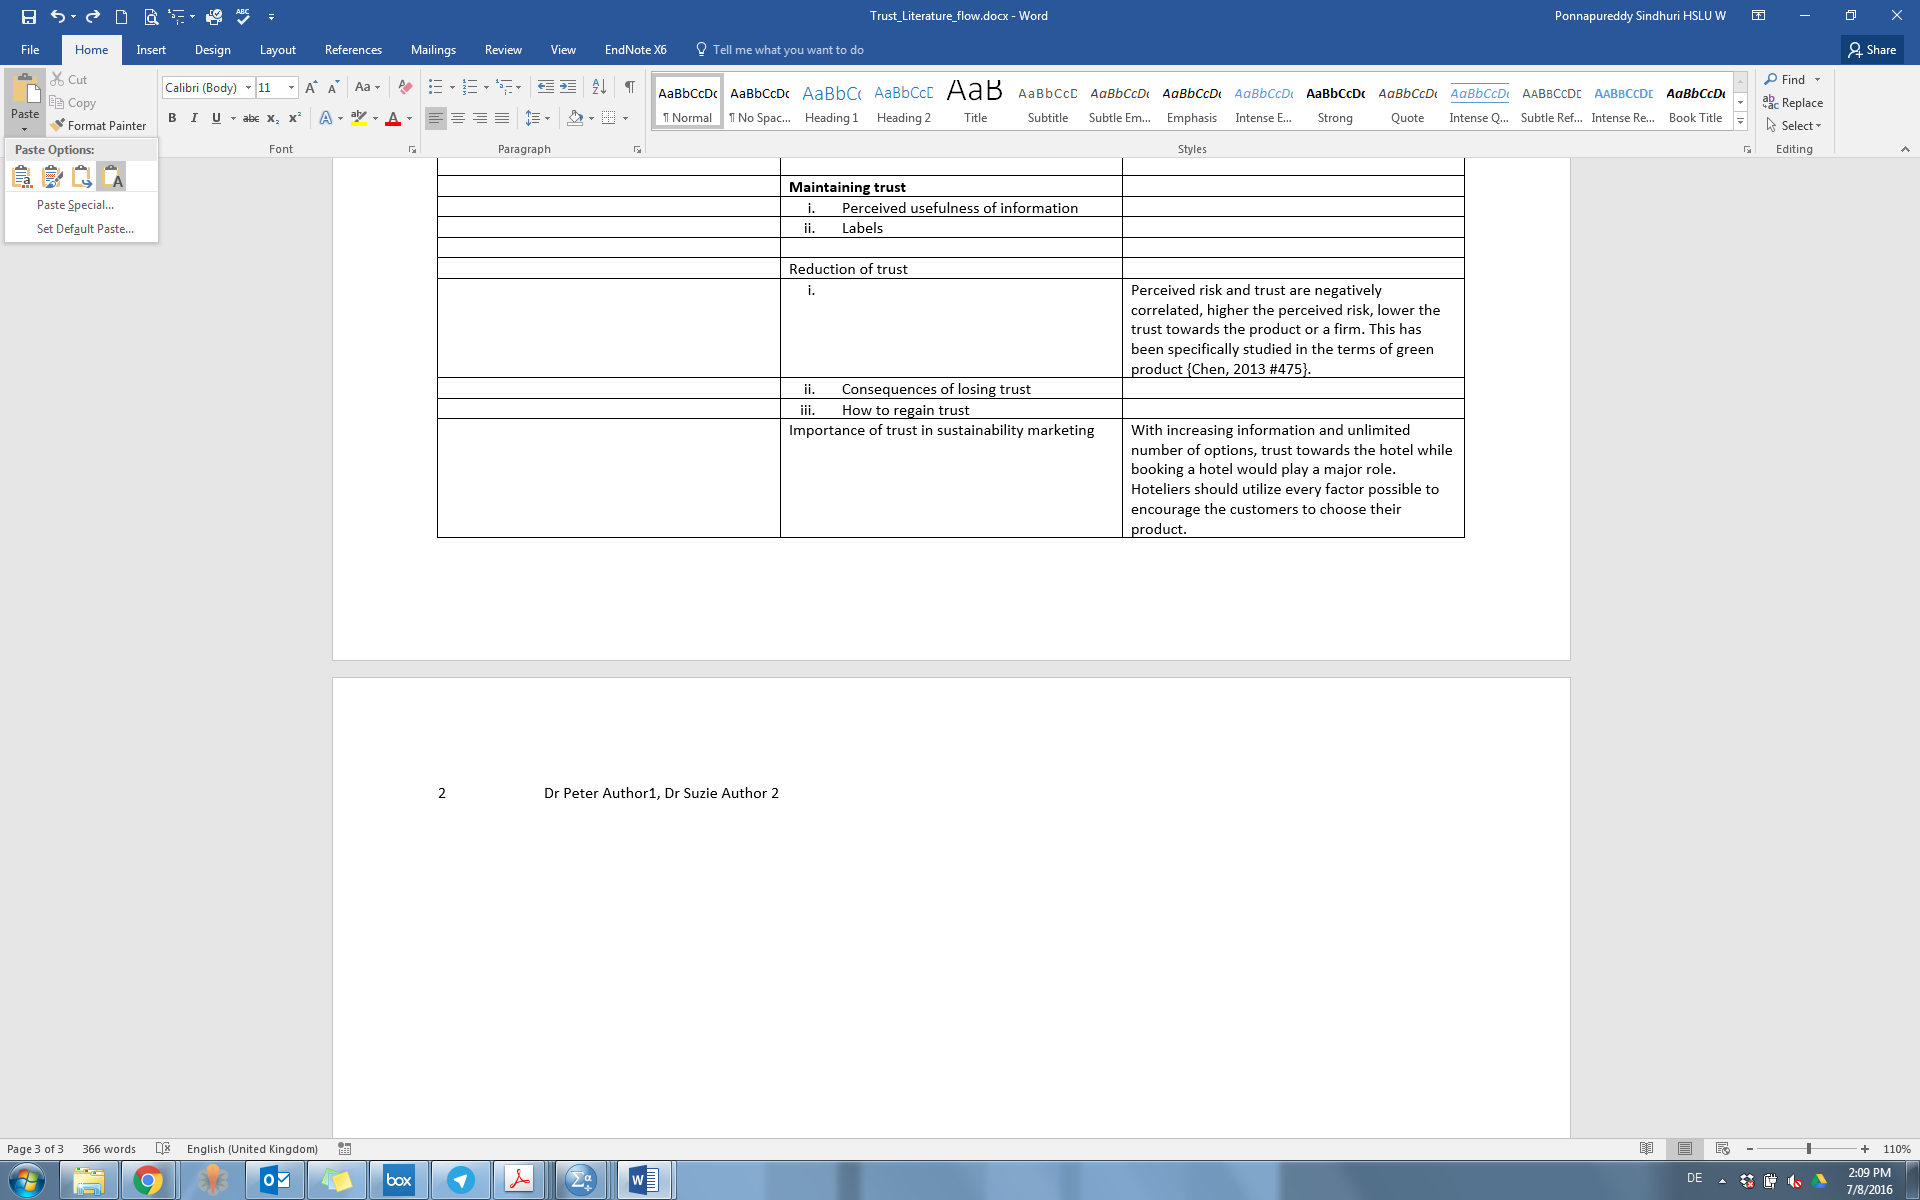 Trust_Literature_flow.docx - Word
Ponnapureddy Sindhuri HSLU W
File Home Insert Design Layout References Mailings Review View EndNote X6 Tell me what you want to do Share
Paste
Cut
Copy
Format Painter
Calibri (Body) 11
Font
Paragraph
AaBbCcDc AaBbCcDc AaBbCc AaBbCcD AaB AaBbCcD AaBbCcDc AaBbCcDc AaBbCcDc AaBbCcDc AaBbCcDc AaBbCcDc AaBbCcDc AaBbCcDc AaBbCcDc
¶ Normal ¶ No Spac... Heading 1 Heading 2 Title Subtitle Subtle Em... Emphasis Intense E... Strong Quote Intense Q... Subtle Ref... Intense Re... Book Title
Styles
Find
Replace
Select
Editing
Paste Options:
Paste Special...
Set Default Paste...
Maintaining trust
i. Perceived usefulness of information
ii. Labels
Reduction of trust
i.
Perceived risk and trust are negatively
correlated, higher the perceived risk, lower the
trust towards the product or a firm. This has
been specifically studied in the terms of green
product {Chen, 2013 #475}.
ii. Consequences of losing trust
iii. How to regain trust
Importance of trust in sustainability marketing
With increasing information and unlimited
number of options, trust towards the hotel while
booking a hotel would play a major role.
Hoteliers should utilize every factor possible to
encourage the customers to choose their
product.
2 Dr Peter Author1, Dr Suzie Author 2
Page 3 of 3 366 words English (United Kingdom) 110%
box
DE
2:09 PM
7/8/2016